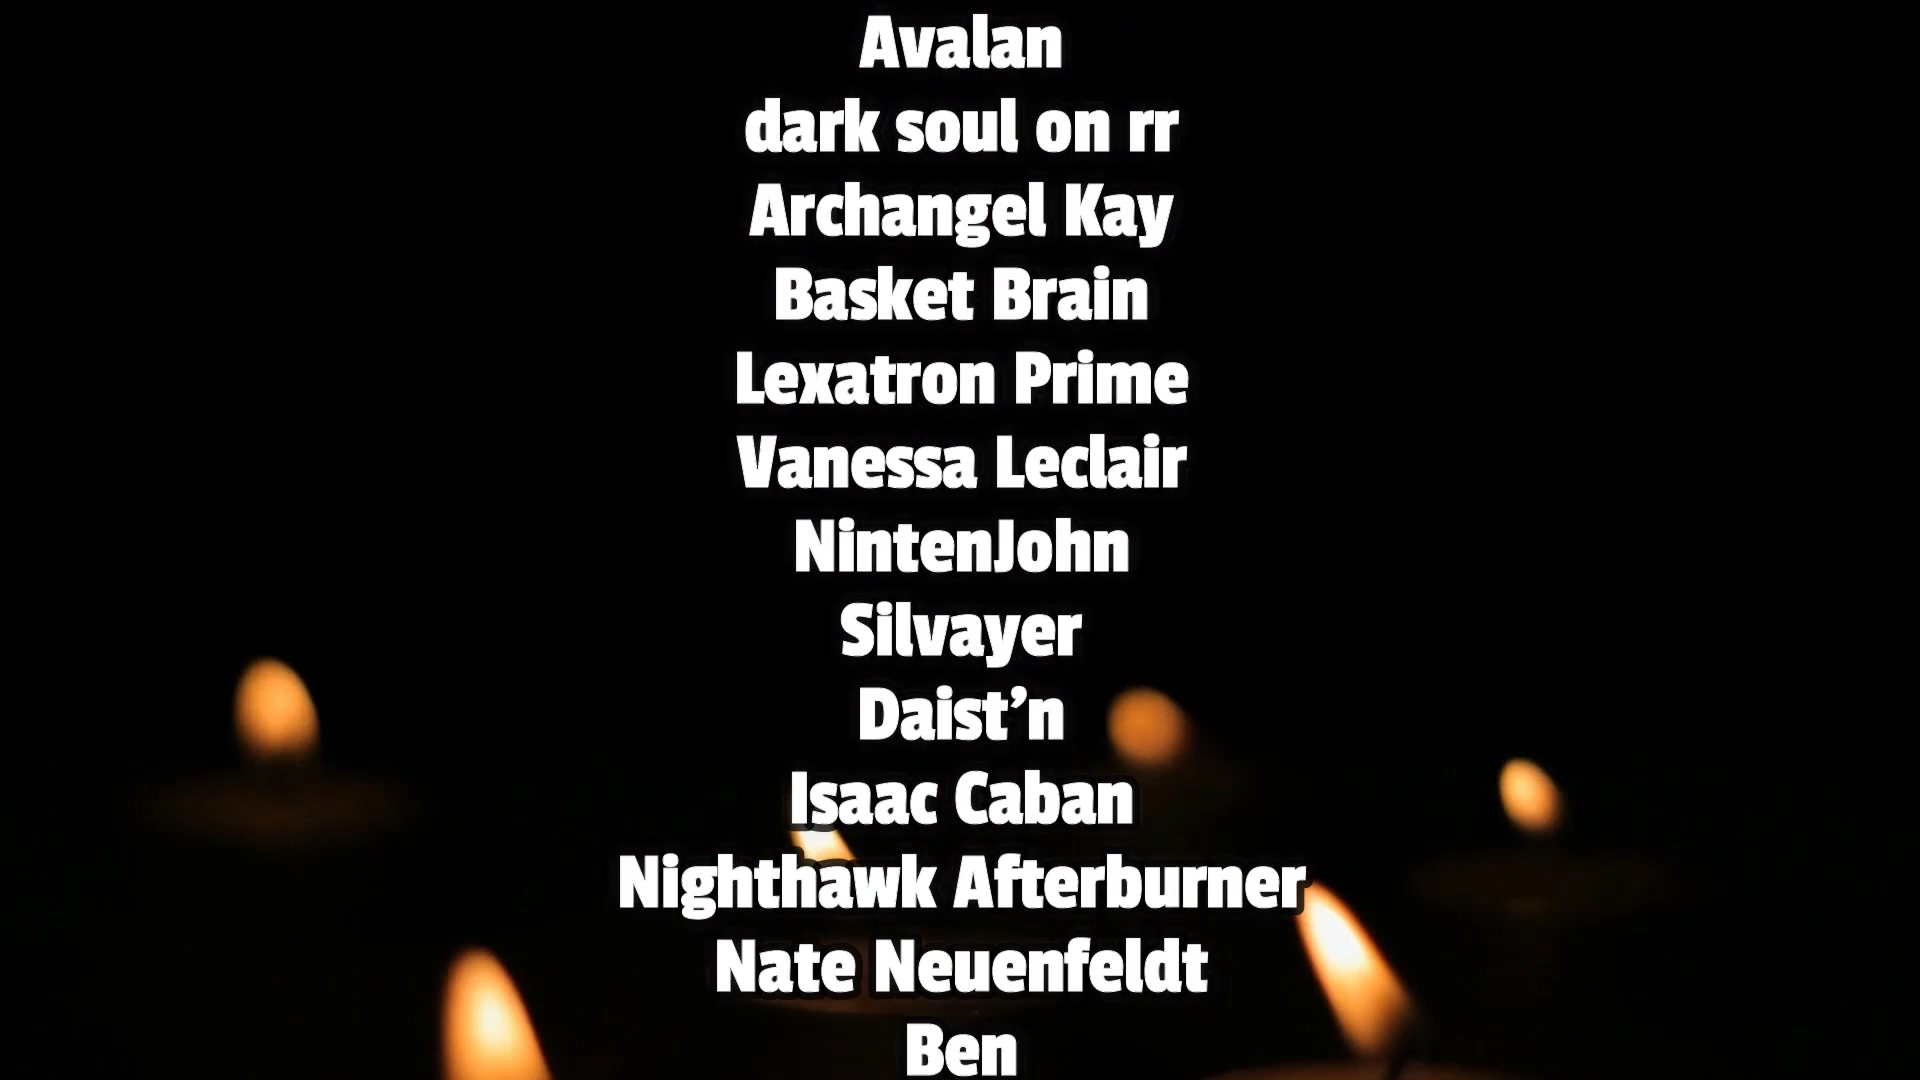 Avalan
dark soul on rr
Archangel Kay
Basket Brain
Lexatron Prime
Vanessa Leclair
NintenJohn
Silvayer
Daist’n
Isaac Caban
Nighthawk Afterburner
Nate Neuenfeldt
Ben